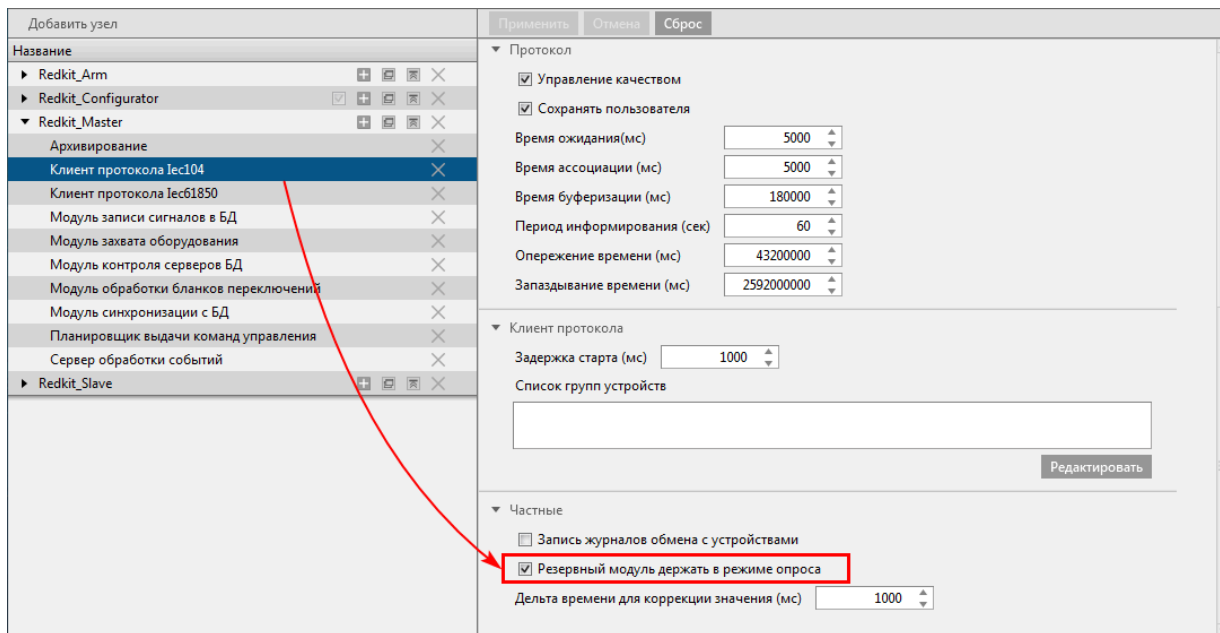 Добавить узел
Название
Redkit_Arm
Redkit_Configurator
Redkit_Master
Архивирование
Клиент протокола Iec104
Клиент протокола Iec61850
Модуль записи сигналов в БД
Модуль захвата оборудования
Модуль контроля серверов БД
Модуль обработки бланков переключений
Модуль синхронизации с БД
Планировщик выдачи команд управления
Сервер обработки событий
Redkit_Slave
Применить Отмена Сброс
Протокол
Управление качеством
Сохранять пользователя
Время ожидания(мс) 5000
Время ассоциации (мс) 5000
Время буферизации (мс) 180000
Период информирования (сек) 60
Опережение времени (мс) 43200000
Запаздывание времени (мс) 2592000000
Клиент протокола
Задержка старта (мс) 1000
Список групп устройств
Редактировать
Частные
Запись журналов обмена с устройствами
Резервный модуль держать в режиме опроса
Дельта времени для коррекции значения (мс) 1000